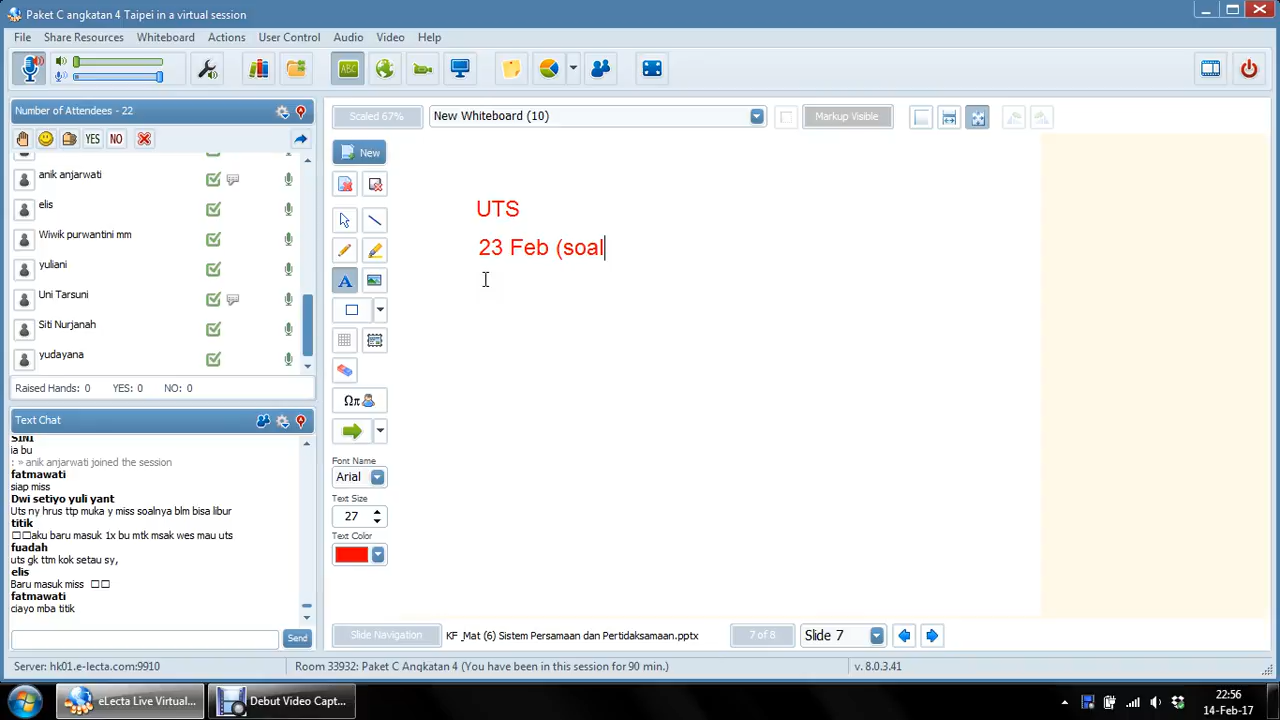 Paket C angkatan 4 Taipei in a virtual session
File Share Resources Whiteboard Actions User Control Audio Video Help
Number of Attendees - 22
YES NO
anik anjarwati
elis
Wiwik purwantini mm
yuliani
Uni Tarsuni
Siti Nurjanah
yudayana
Raised Hands: 0 YES: 0 NO: 0
Text Chat
SINI
ia bu
: » anik anjarwati joined the session
fatmawati
siap miss
Dwi setiyo yuli yant
Uts ny hrus ttp muka y miss soalnya blm bisa libur
titik
aku baru masuk 1x bu mtk msak wes mau uts
fuadah
uts gk ttm kok setau sy,
elis
Baru masuk miss
fatmawati
ciayo mba titik
Send
ABC
Scaled 67%
New Whiteboard (10)
Markup Visible
New
A
Ωπ
Font Name
Arial
Text Size
27
Text Color
UTS
23 Feb (soal
Slide Navigation
KF_Mat (6) Sistem Persamaan dan Pertidaksamaan.pptx
7 of 8
Slide 7
Server: hk01.e-lecta.com:9910
Room 33932: Paket C Angkatan 4 (You have been in this session for 90 min.)
v. 8.0.3.41
eLecta Live Virtual...
Debut Video Capt...
22:56
14-Feb-17